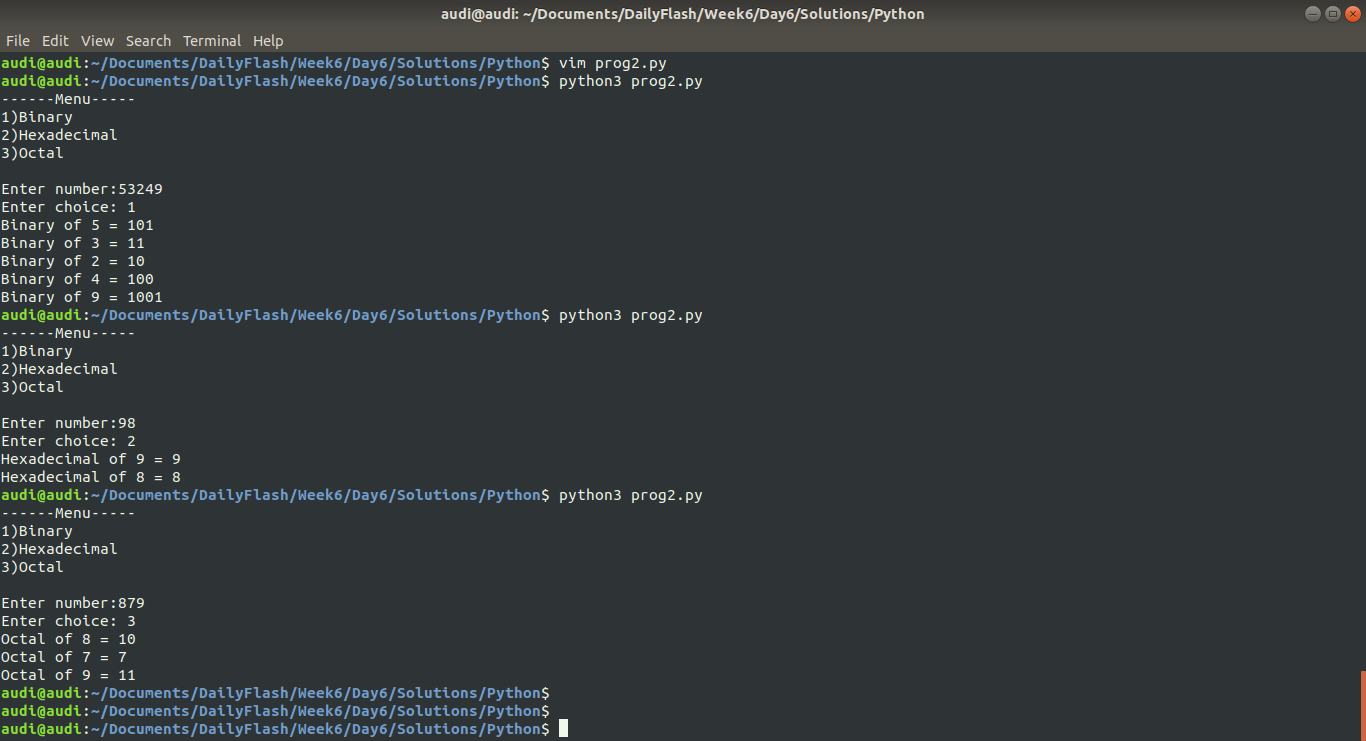 audi@audi: ~/Documents/DailyFlash/Week6/Day6/Solutions/Python
File Edit View Search Terminal Help
audi@audi:~/Documents/DailyFlash/Week6/Day6/Solutions/Python$ vim prog2.py
audi@audi:~/Documents/DailyFlash/Week6/Day6/Solutions/Python$ python3 prog2.py
------Menu-----
1)Binary
2)Hexadecimal
3)Octal

Enter number:53249
Enter choice: 1
Binary of 5 = 101
Binary of 3 = 11
Binary of 2 = 10
Binary of 4 = 100
Binary of 9 = 1001
audi@audi:~/Documents/DailyFlash/Week6/Day6/Solutions/Python$ python3 prog2.py
------Menu-----
1)Binary
2)Hexadecimal
3)Octal

Enter number:98
Enter choice: 2
Hexadecimal of 9 = 9
Hexadecimal of 8 = 8
audi@audi:~/Documents/DailyFlash/Week6/Day6/Solutions/Python$ python3 prog2.py
------Menu-----
1)Binary
2)Hexadecimal
3)Octal

Enter number:879
Enter choice: 3
Octal of 8 = 10
Octal of 7 = 7
Octal of 9 = 11
audi@audi:~/Documents/DailyFlash/Week6/Day6/Solutions/Python$
audi@audi:~/Documents/DailyFlash/Week6/Day6/Solutions/Python$
audi@audi:~/Documents/DailyFlash/Week6/Day6/Solutions/Python$